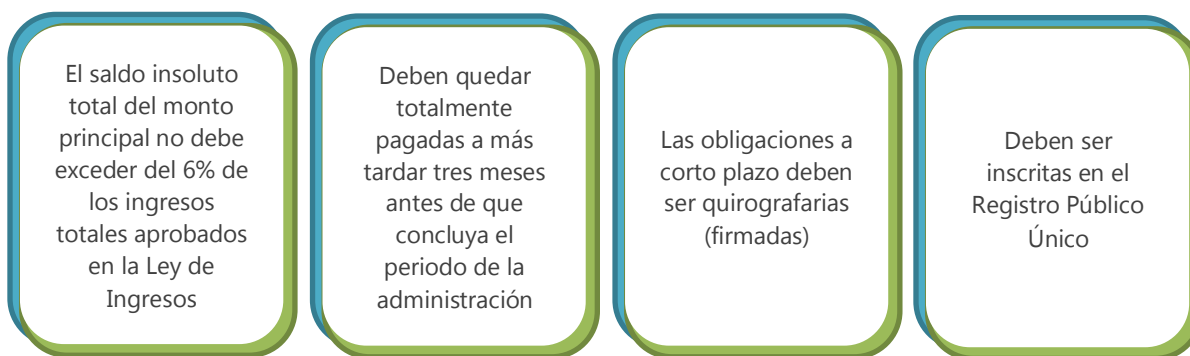 El saldo insoluto
total del monto
principal no debe
exceder del 6% de
los ingresos
totales aprobados
en la Ley de
Ingresos
Deben quedar
totalmente
pagadas a más
tardar tres meses
antes de que
concluya el
periodo de la
administración
Las obligaciones a
corto plazo deben
ser quirografarias
(firmadas)
Deben ser
inscritas en el
Registro Público
Único